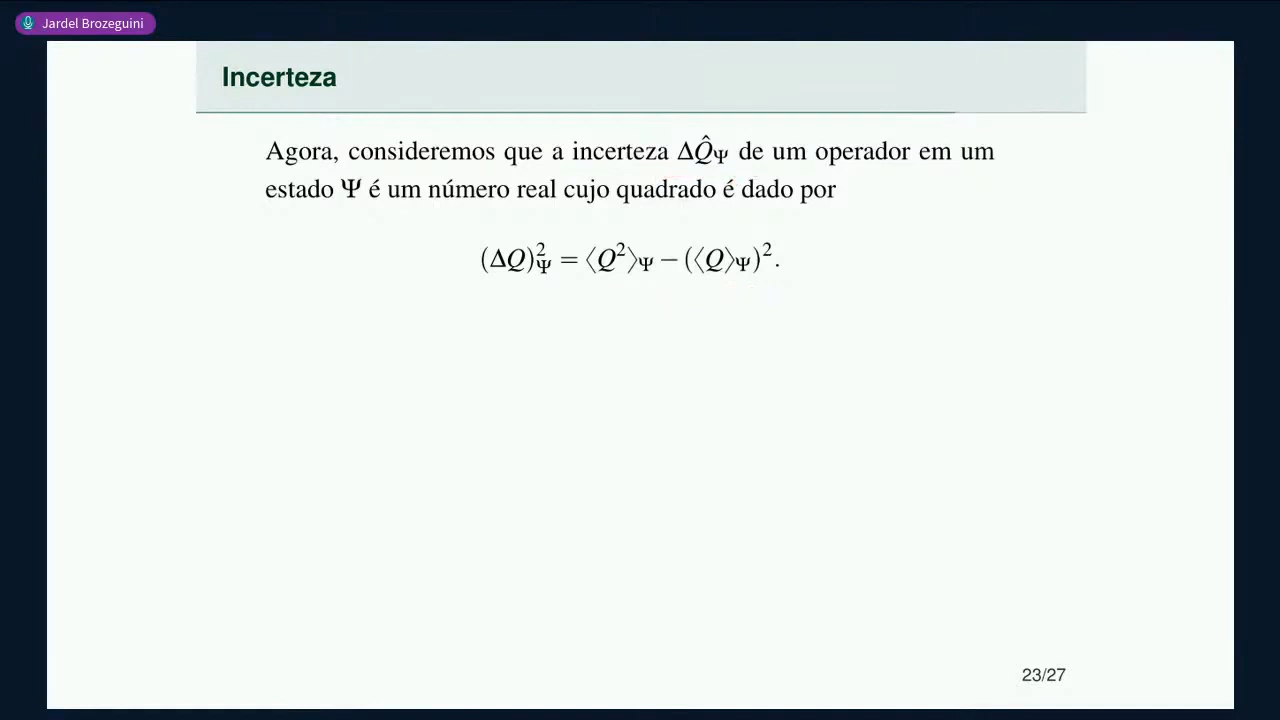 Jardel Brozeguini
Incerteza
Agora, consideremos que a incerteza ΔQ̂_Ψ de um operador em um
estado Ψ é um número real cujo quadrado é dado por
(ΔQ)²_Ψ = ⟨Q²⟩_Ψ − (⟨Q⟩_Ψ)².
23/27